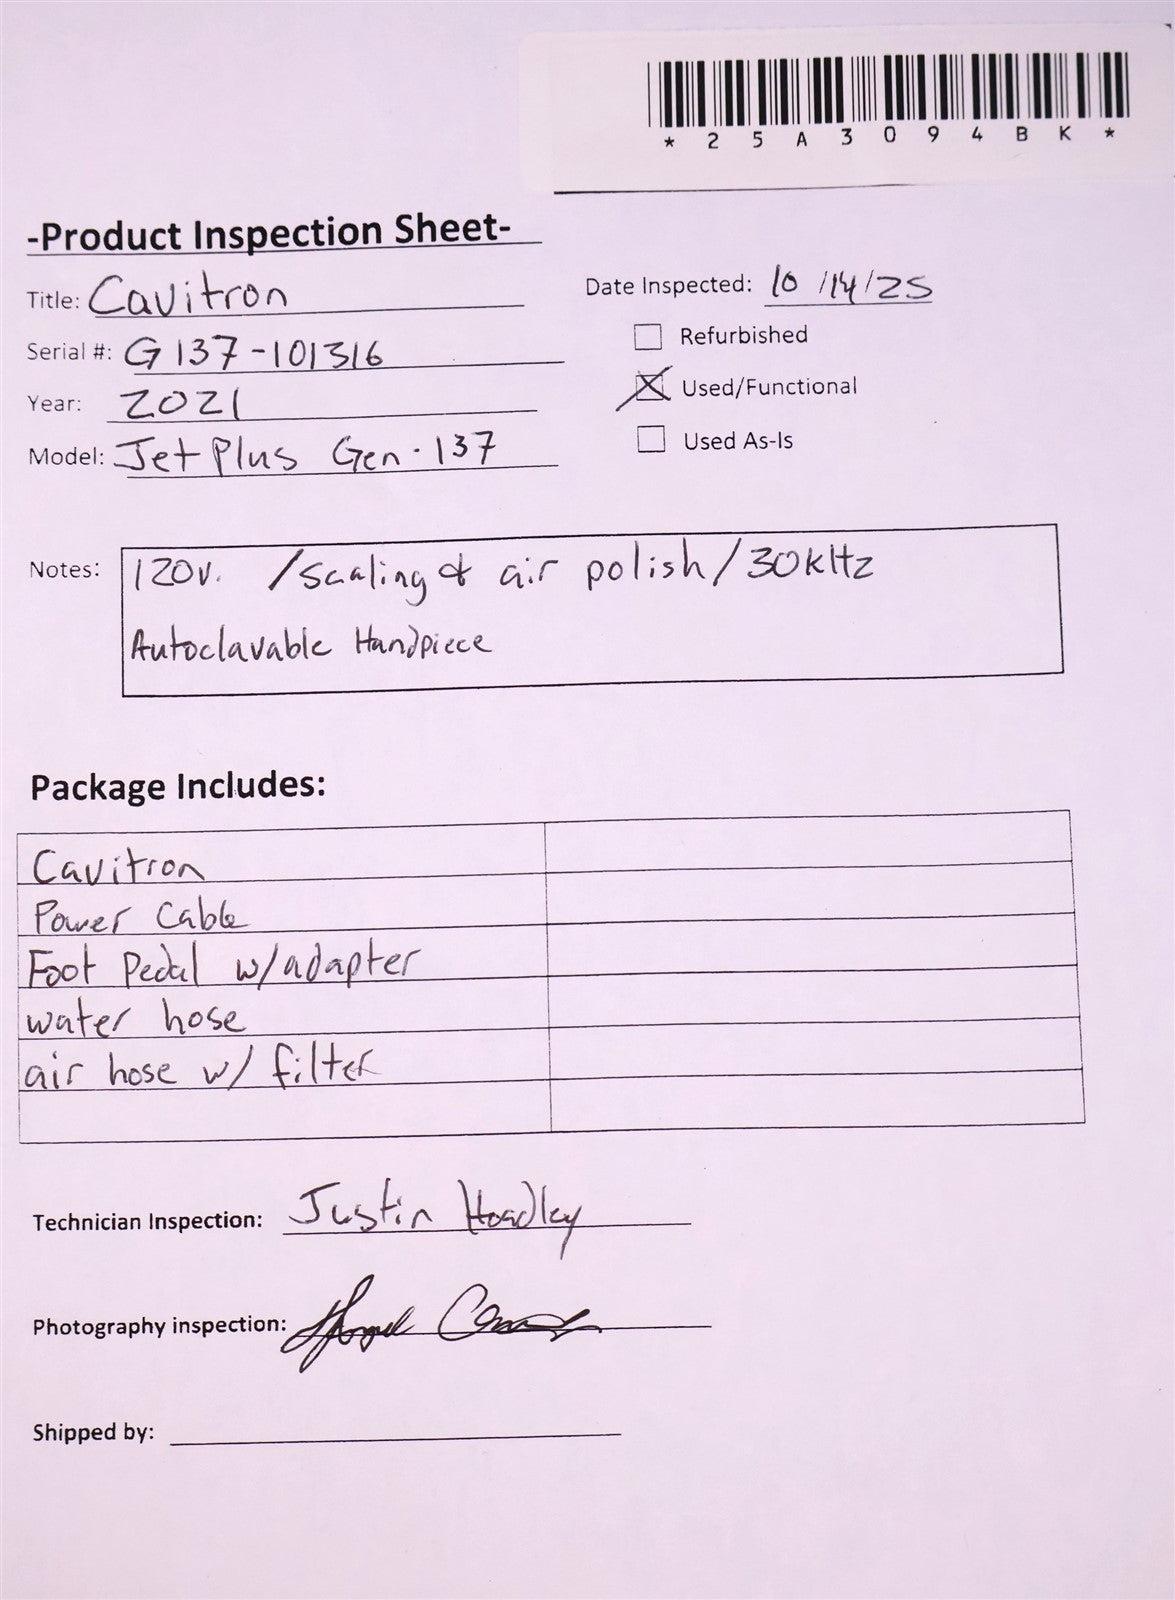 *25A3094BK*
-Product Inspection Sheet-
Title: Cavitron
Date Inspected: 10/14/25
Serial #: G137-101316
Refurbished
Year: 2021
Used/Functional
Model: Jet Plus Gen-137
Used As-Is
Notes: 120v. /Scaling & air polish/30kHz
Autoclavable Handpiece
Package Includes:
Cavitron
Power Cable
Foot Pedal w/adapter
water hose
air hose w/ filter
Technician Inspection: Justin Hoadley
Photography inspection:
Shipped by: